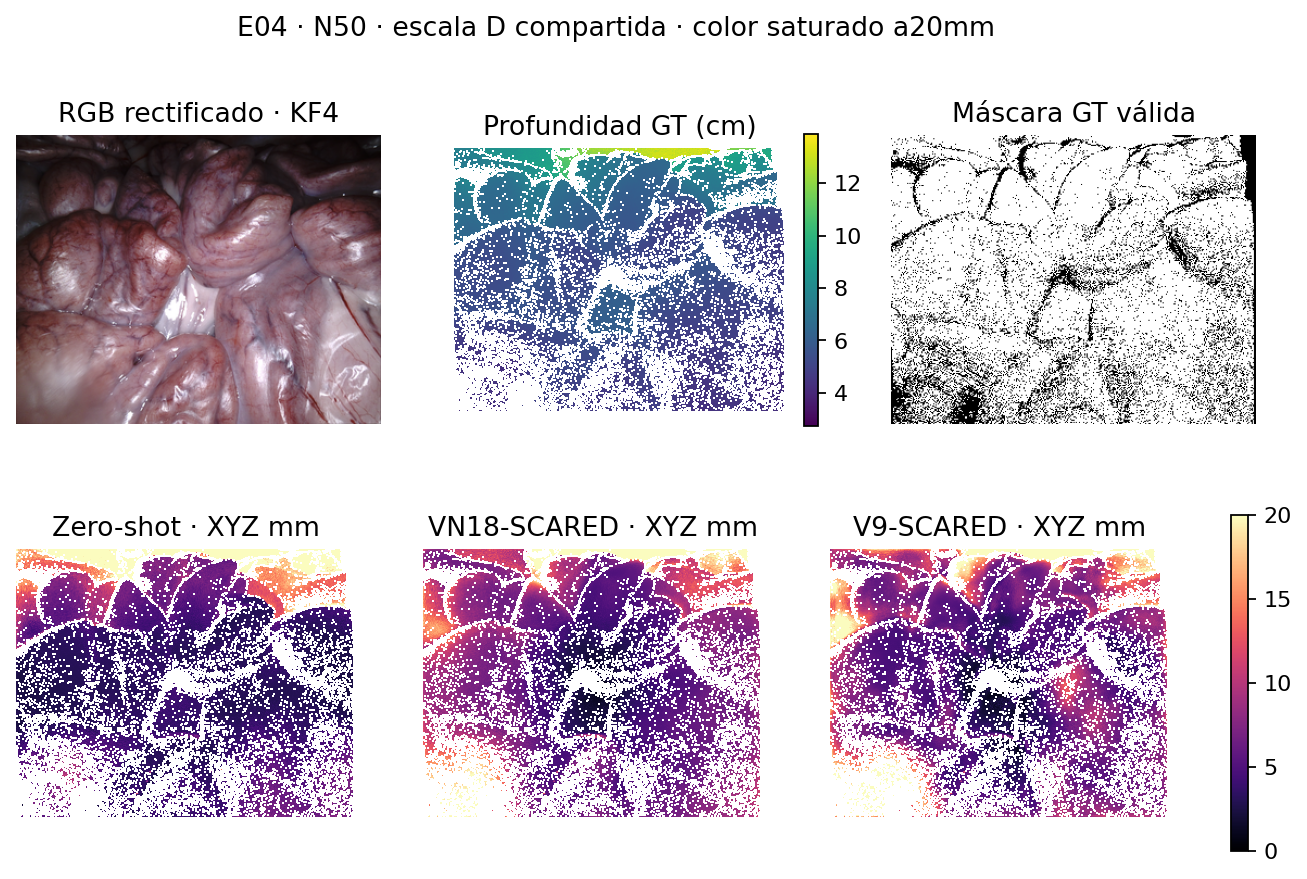 E04 · N50 · escala D compartida · color saturado a20mm
RGB rectificado · KF4
Profundidad GT (cm)
Máscara GT válida
12
10
8
6
4
Zero-shot · XYZ mm
VN18-SCARED · XYZ mm
V9-SCARED · XYZ mm
20
15
10
5
0